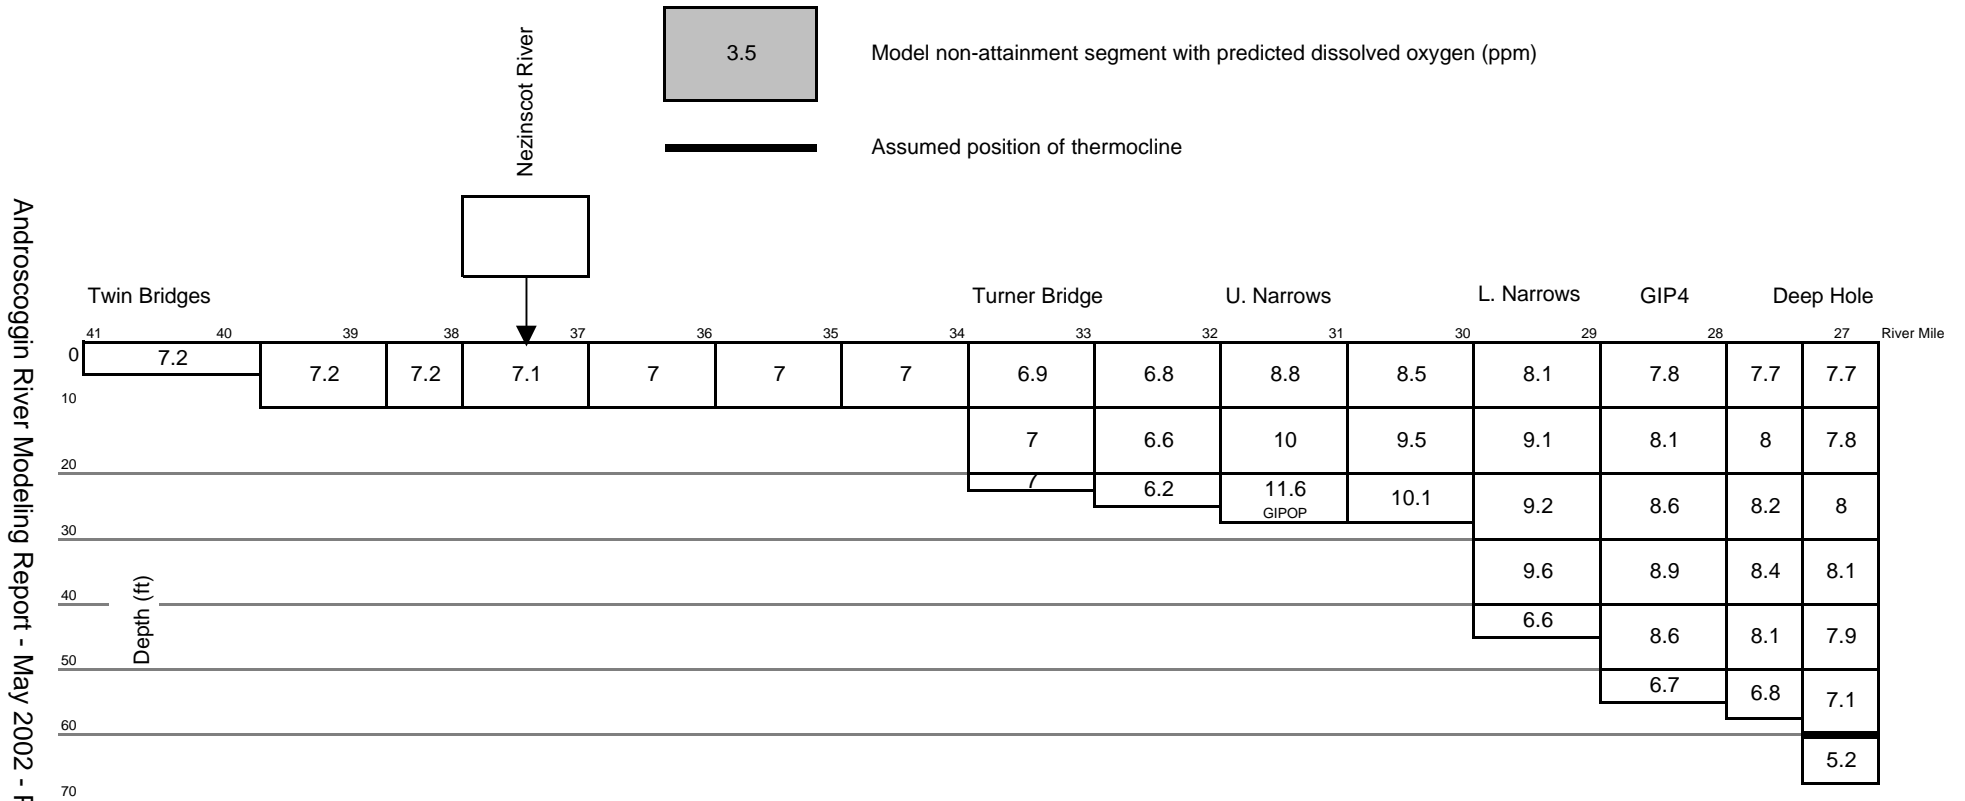 3.5
Model non-attainment segment with predicted dissolved oxygen (ppm)
Assumed position of thermocline
Nezinscot River
Androscoggin River Modeling Report - May 2002 -
Twin Bridges
Turner Bridge
U. Narrows
L. Narrows
GIP4
Deep Hole
41 40 39 38 37 36 35 34 33 32 31 30 29 28 27 River Mile
0
7.2 7.2 7.2 7.1 7 7 7 6.9 6.8 8.8 8.5 8.1 7.8 7.7 7.7
10
7 6.6 10 9.5 9.1 8.1 8 7.8
20
7 6.2 11.6 10.1 9.2 8.6 8.2 8
GIPOP
30
9.6 8.9 8.4 8.1
40
6.6 8.6 8.1 7.9
Depth (ft)
50
6.7 6.8 7.1
60
5.2
70